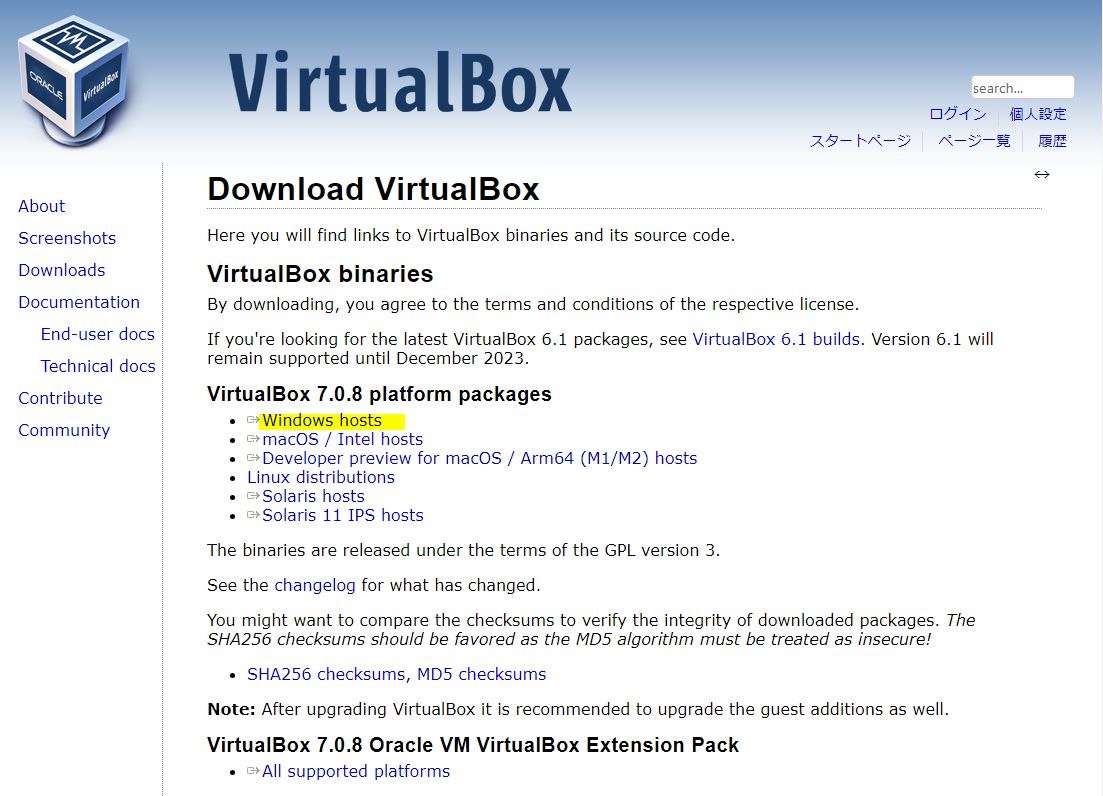 ORACLE
VirtualBox
VirtualBox
search...
ログイン 個人設定
スタートページ ページ一覧 履歴
About
Screenshots
Downloads
Documentation
End-user docs
Technical docs
Contribute
Community
Download VirtualBox
Here you will find links to VirtualBox binaries and its source code.
VirtualBox binaries
By downloading, you agree to the terms and conditions of the respective license.
If you're looking for the latest VirtualBox 6.1 packages, see VirtualBox 6.1 builds. Version 6.1 will
remain supported until December 2023.
VirtualBox 7.0.8 platform packages
Windows hosts
macOS / Intel hosts
Developer preview for macOS / Arm64 (M1/M2) hosts
Linux distributions
Solaris hosts
Solaris 11 IPS hosts
The binaries are released under the terms of the GPL version 3.
See the changelog for what has changed.
You might want to compare the checksums to verify the integrity of downloaded packages. The
SHA256 checksums should be favored as the MD5 algorithm must be treated as insecure!
SHA256 checksums, MD5 checksums
Note: After upgrading VirtualBox it is recommended to upgrade the guest additions as well.
VirtualBox 7.0.8 Oracle VM VirtualBox Extension Pack
All supported platforms